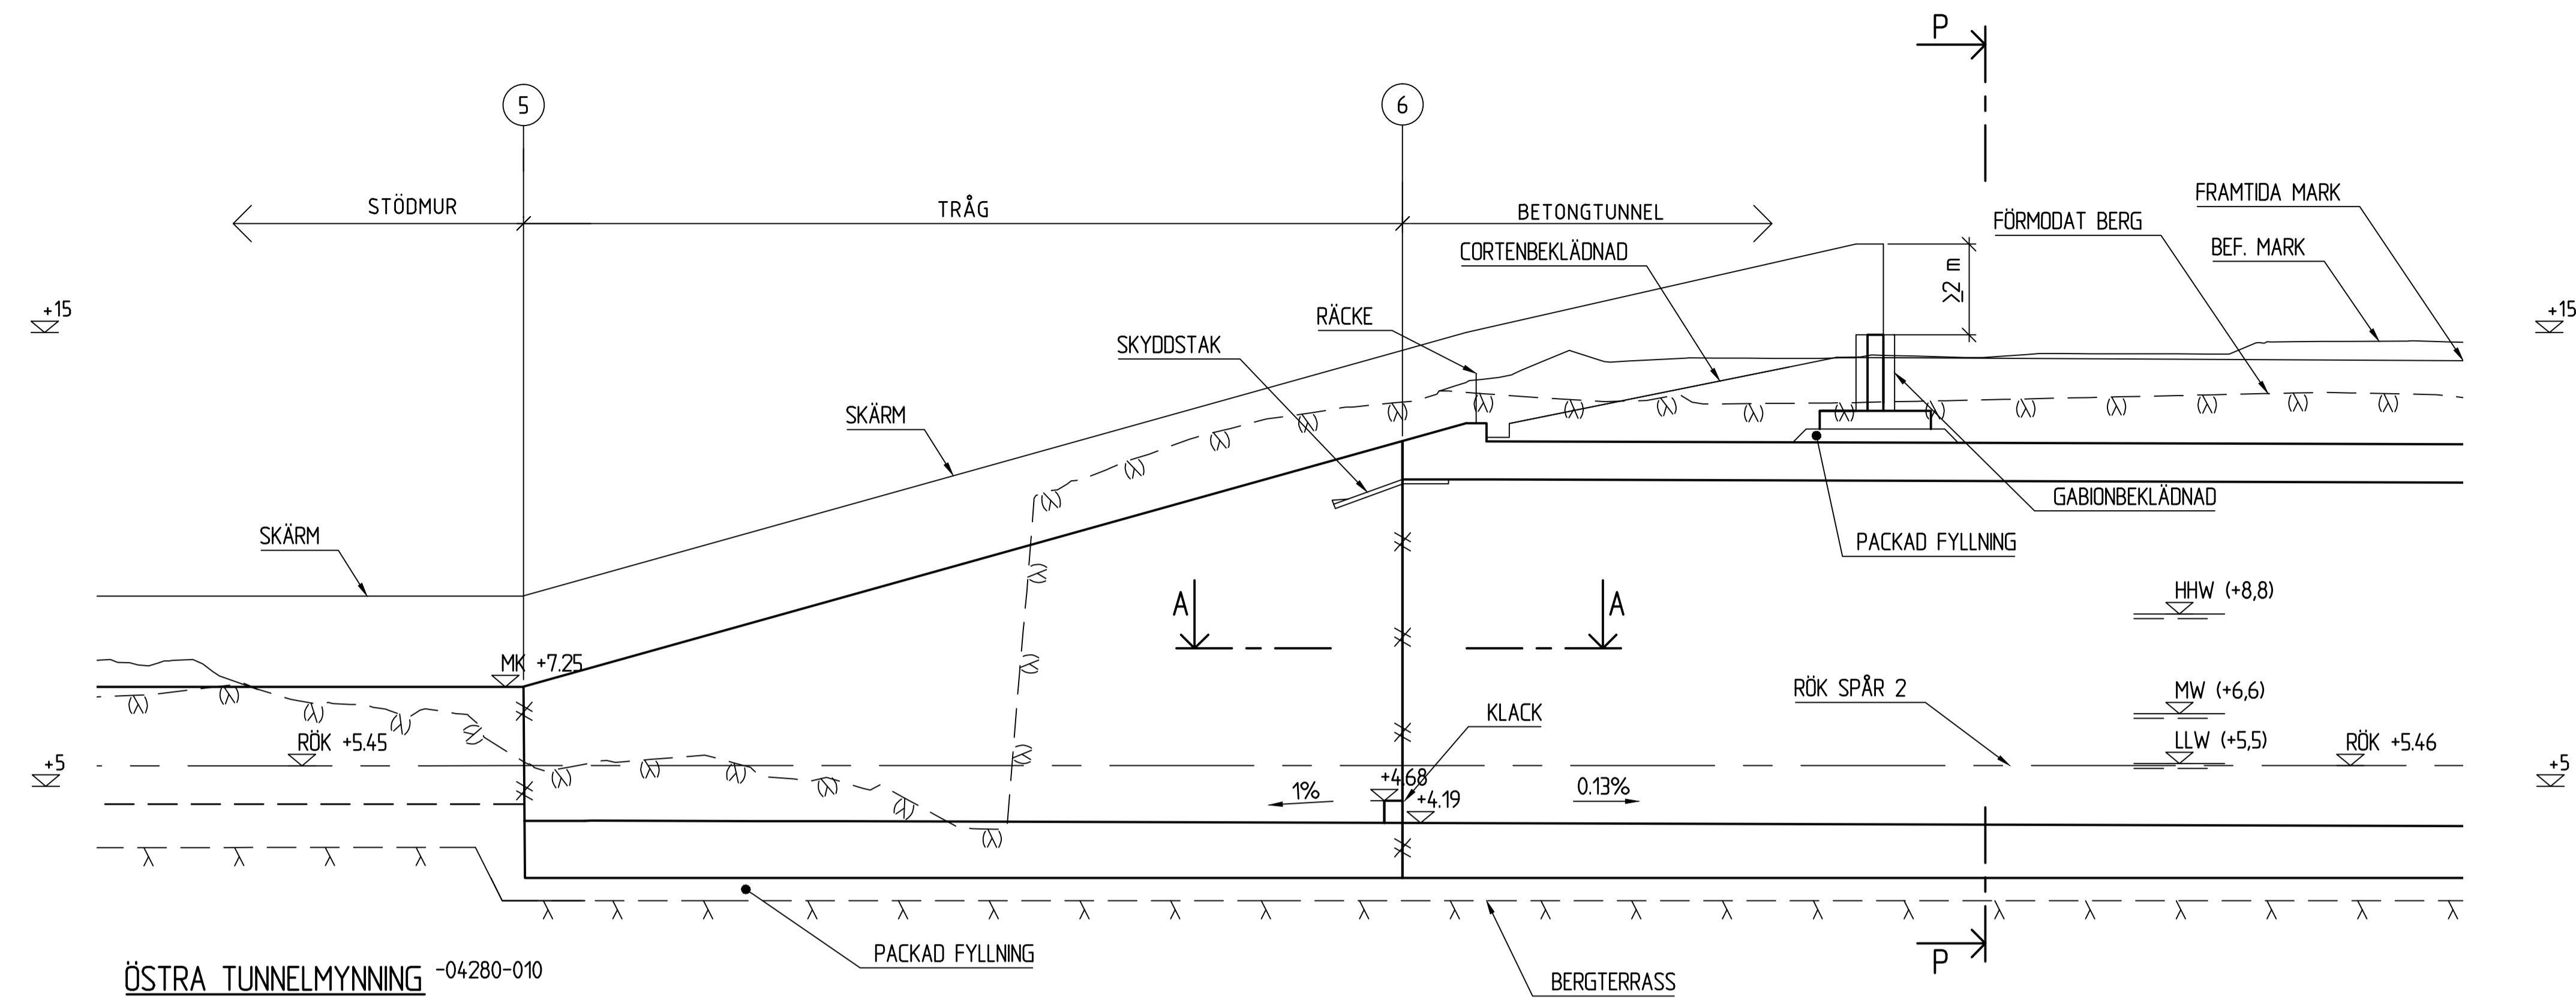 P
5
6
FRAMTIDA MARK
STÖDMUR
TRÅG
BETONGTUNNEL
FÖRMODAT BERG
BEF. MARK
CORTENBEKLÄDNAD
≥2 m
+15
+15
RÄCKE
SKYDDSTAK
SKÄRM
GABIONBEKLÄDNAD
SKÄRM
PACKAD FYLLNING
HHW (+8,8)
A
A
MK +7.25
RÖK SPÅR 2
MW (+6,6)
KLACK
RÖK +5.45
LLW (+5,5)
RÖK +5.46
+5
+5
+4.68
1%
0.13%
+4.19
PACKAD FYLLNING
P
ÖSTRA TUNNELMYNNING -04280-010
BERGTERRASS